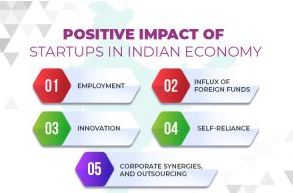 POSITIVE IMPACT OF
STARTUPS IN INDIAN ECONOMY
01 EMPLOYMENT
02 INFLUX OF
FOREIGN FUNDS
03 INNOVATION
04 SELF-RELIANCE
05 CORPORATE SYNERGIES,
AND OUTSOURCING